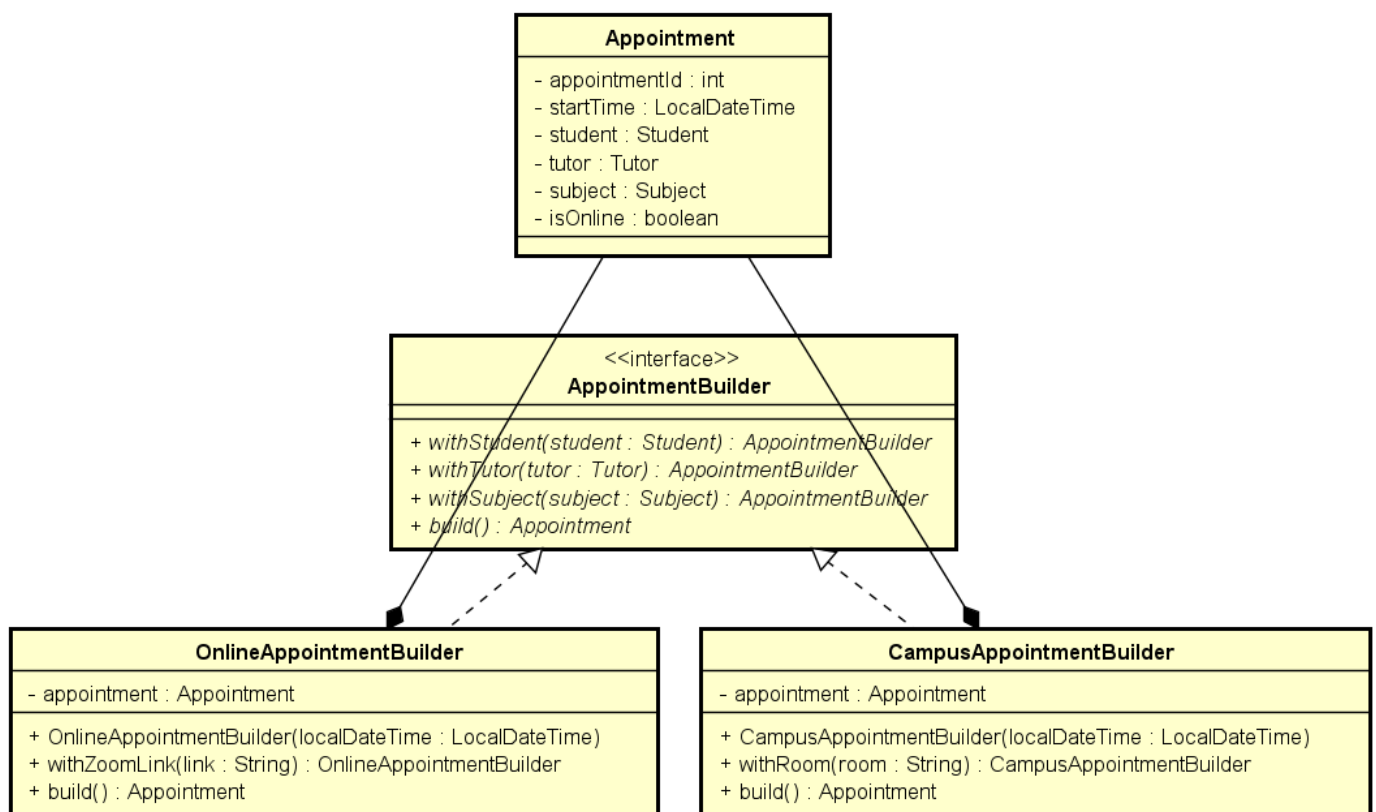 Appointment
- appointmentId : int
- startTime : LocalDateTime
- student : Student
- tutor : Tutor
- subject : Subject
- isOnline : boolean
<<interface>>
AppointmentBuilder
+ withStudent(student : Student) : AppointmentBuilder
+ withTutor(tutor : Tutor) : AppointmentBuilder
+ withSubject(subject : Subject) : AppointmentBuilder
+ build() : Appointment
OnlineAppointmentBuilder
- appointment : Appointment
+ OnlineAppointmentBuilder(localDateTime : LocalDateTime)
+ withZoomLink(link : String) : OnlineAppointmentBuilder
+ build() : Appointment
CampusAppointmentBuilder
- appointment : Appointment
+ CampusAppointmentBuilder(localDateTime : LocalDateTime)
+ withRoom(room : String) : CampusAppointmentBuilder
+ build() : Appointment